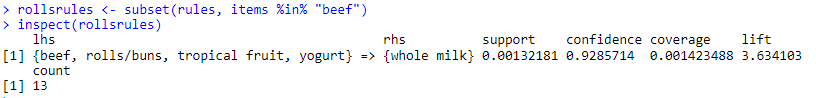 > rollsrules <- subset(rules, items %in% "beef")
> inspect(rollsrules)
    lhs                                           rhs          support    confidence coverage    lift
[1] {beef, rolls/buns, tropical fruit, yogurt} => {whole milk} 0.00132181 0.9285714  0.001423488 3.634103
    count
[1] 13